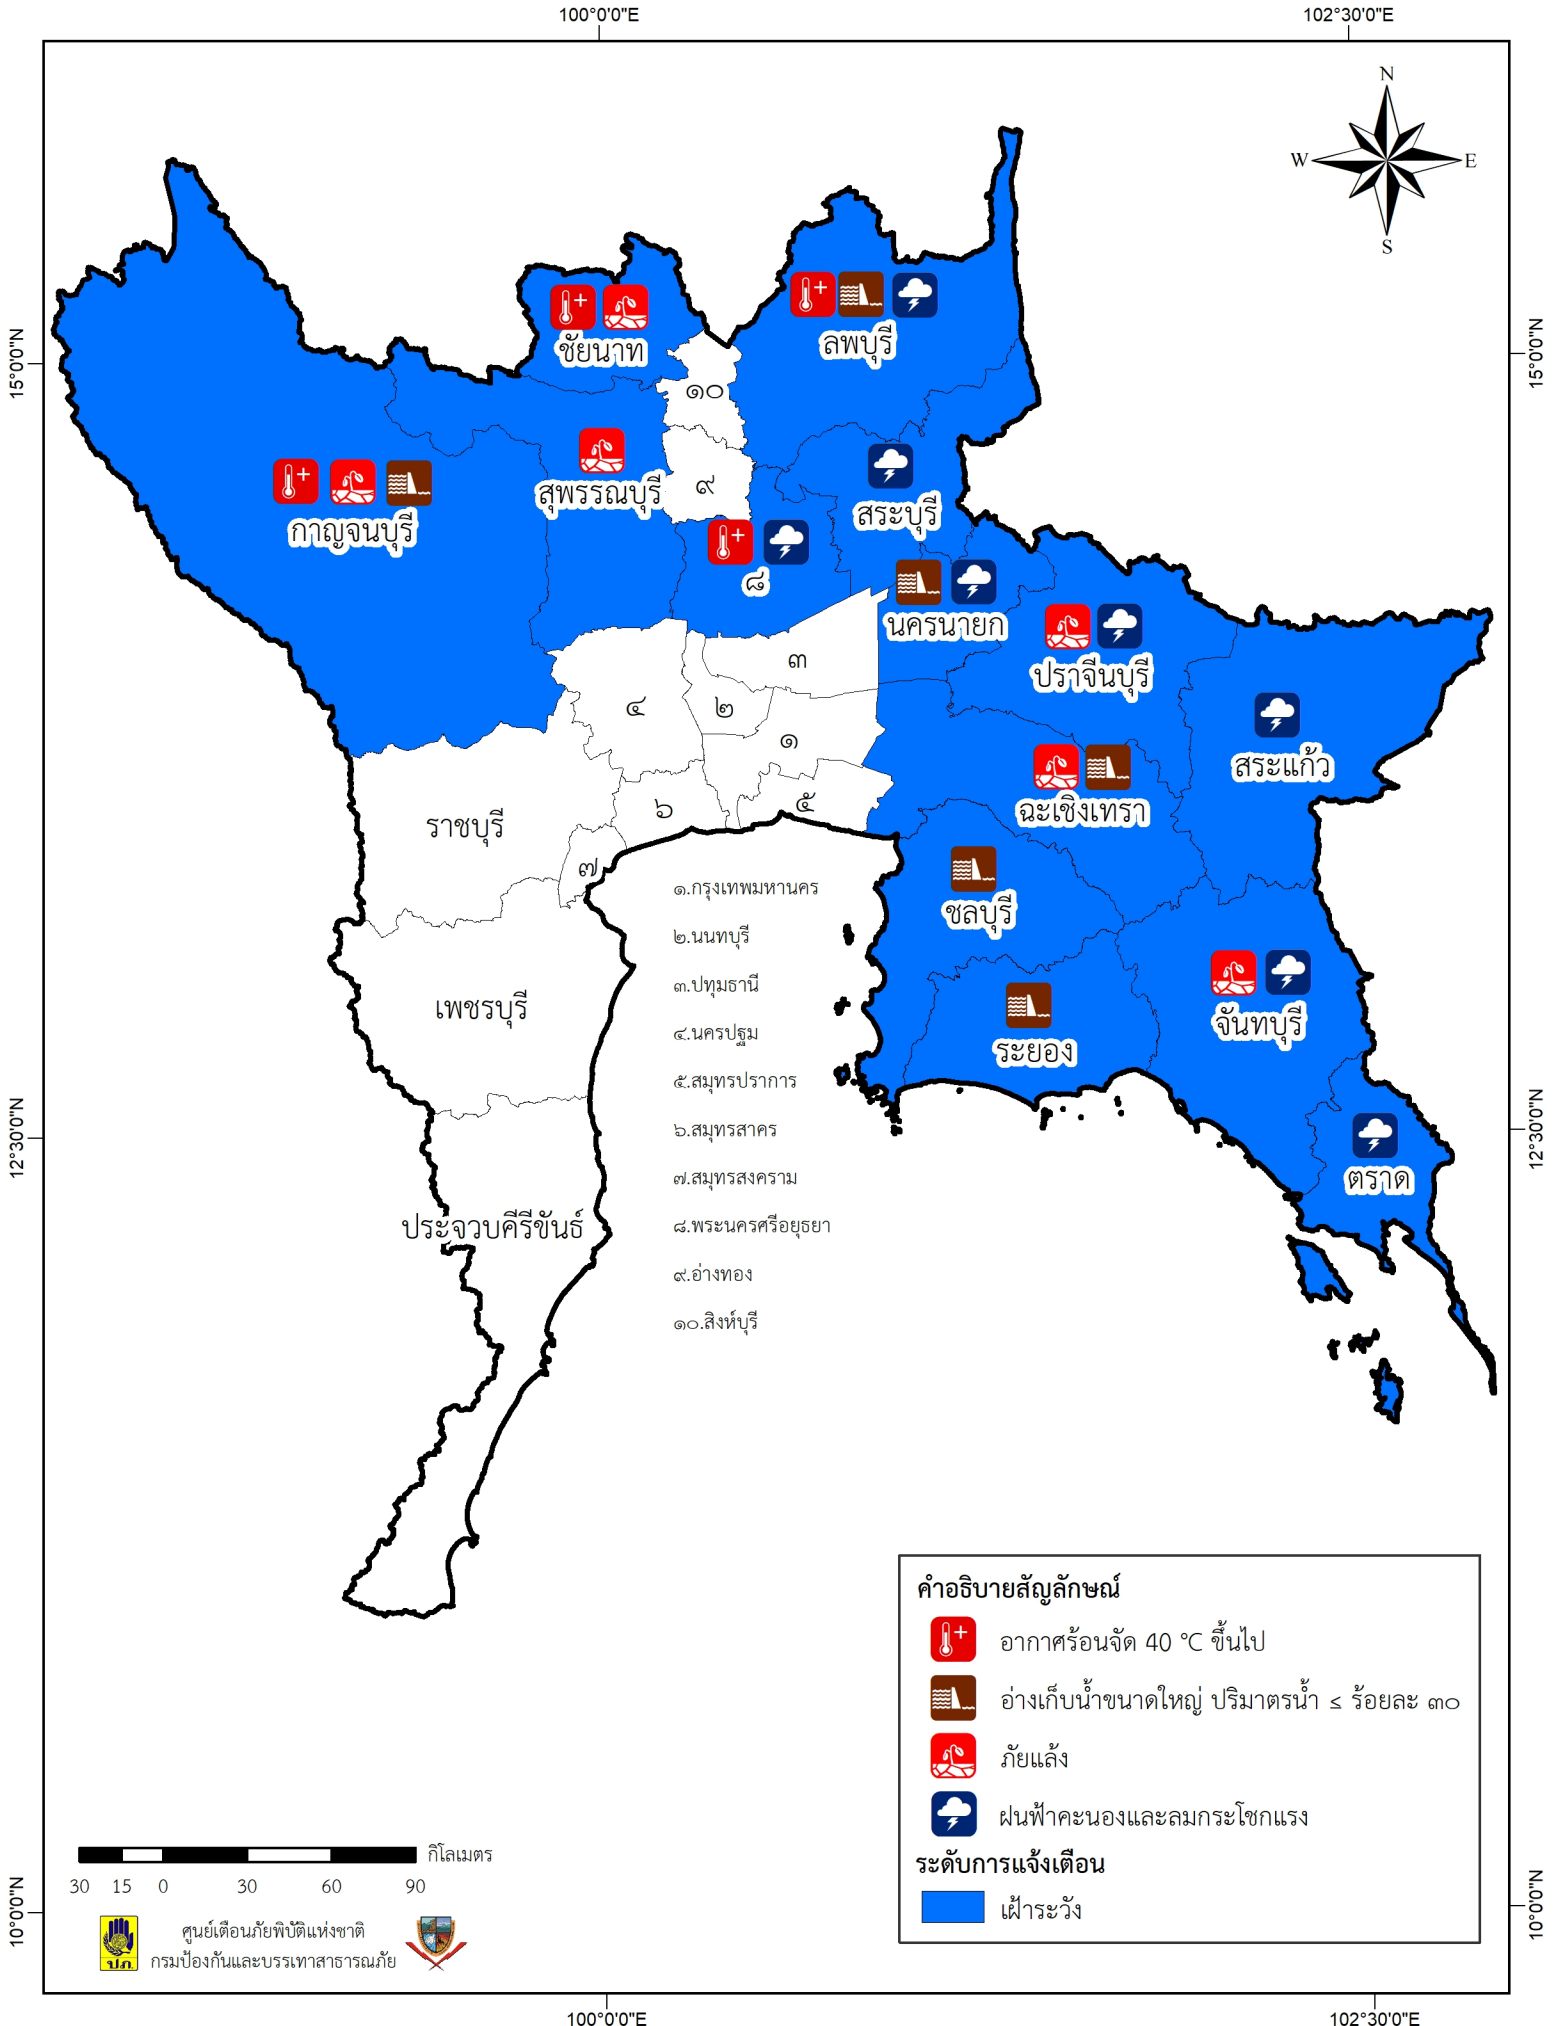 100°0'0"E
102°30'0"E
N
W
E
S
15°0'0"N
15°0'0"N
ชัยนาท
ลพบุรี
๑๐
สุพรรณบุรี
๙
สระบุรี
กาญจนบุรี
๘
นครนายก
๓
ปราจีนบุรี
๔
๒
๑
สระแก้ว
๕
๖
ฉะเชิงเทรา
ราชบุรี
๗
๑.กรุงเทพมหานคร
ชลบุรี
๒.นนทบุรี
๓.ปทุมธานี
เพชรบุรี
จันทบุรี
๔.นครปฐม
ระยอง
๕.สมุทรปราการ
๖.สมุทรสาคร
12°30'0"N
12°30'0"N
๗.สมุทรสงคราม
ตราด
ประจวบคีรีขันธ์
๘.พระนครศรีอยุธยา
๙.อ่างทอง
๑๐.สิงห์บุรี
คำอธิบายสัญลักษณ์
อากาศร้อนจัด 40 °C ขึ้นไป
อ่างเก็บน้ำขนาดใหญ่ ปริมาตรน้ำ ≤ ร้อยละ ๓๐
ภัยแล้ง
ฝนฟ้าคะนองและลมกระโชกแรง
ระดับการแจ้งเตือน
เฝ้าระวัง
กิโลเมตร
30 15 0 30 60 90
10°0'0"N
10°0'0"N
ศูนย์เตือนภัยพิบัติแห่งชาติ
กรมป้องกันและบรรเทาสาธารณภัย
ปภ.
100°0'0"E
102°30'0"E